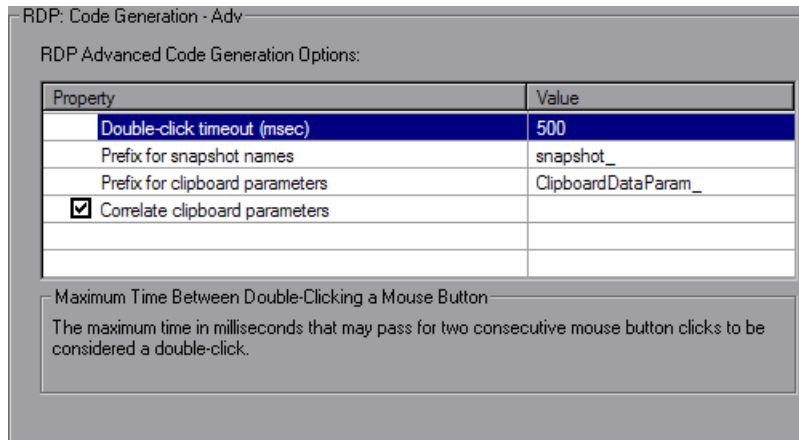 RDP: Code Generation - Adv
RDP Advanced Code Generation Options:
Property Value
Double-click timeout (msec) 500
Prefix for snapshot names snapshot_
Prefix for clipboard parameters ClipboardDataParam_
Correlate clipboard parameters
Maximum Time Between Double-Clicking a Mouse Button
The maximum time in milliseconds that may pass for two consecutive mouse button clicks to be
considered a double-click.